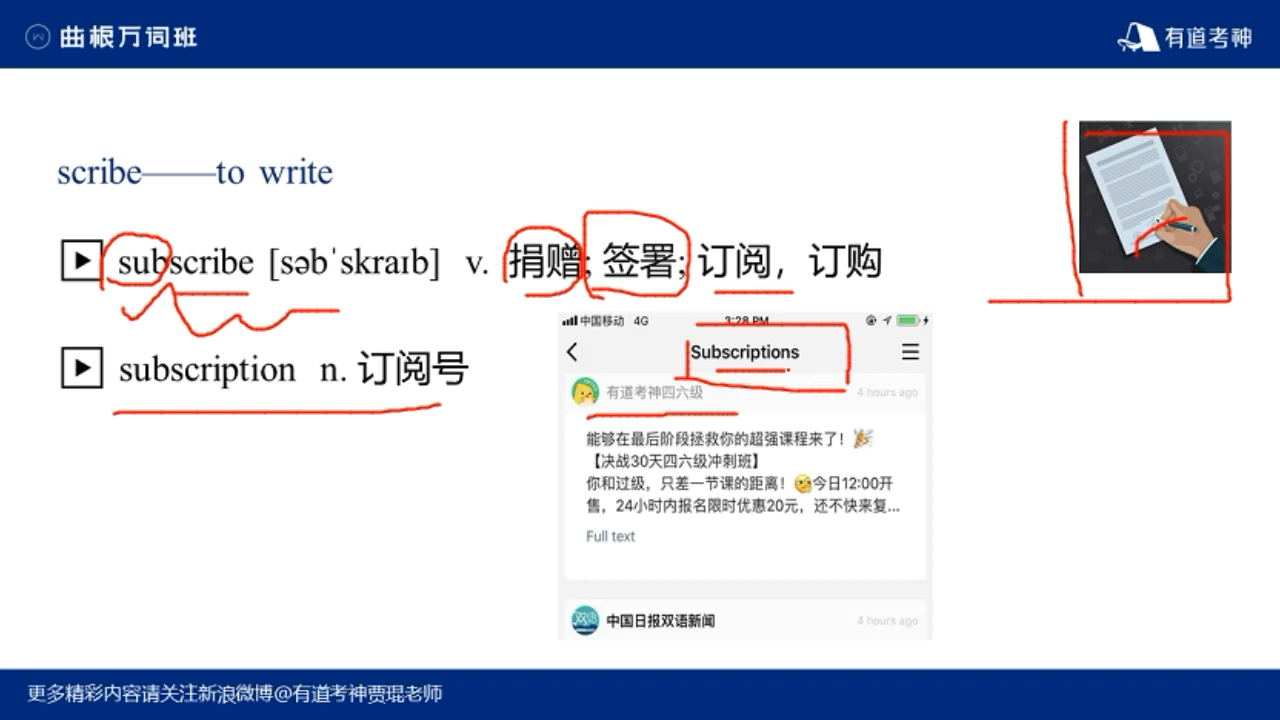 曲根万词班
有道考神
scribe——to write
subscribe [səbˈskraɪb] v. 捐赠; 签署; 订阅，订购
subscription n. 订阅号
中国移动 4G 3:28 PM
Subscriptions
有道考神四六级 4 hours ago
能够在最后阶段拯救你的超强课程来了！🎉
【决战30天四六级冲刺班】
你和过级，只差一节课的距离！🧐今日12:00开
售，24小时内报名限时优惠20元，还不快来复...
Full text
双语 中国日报双语新闻 4 hours ago
更多精彩内容请关注新浪微博@有道考神贾琨老师